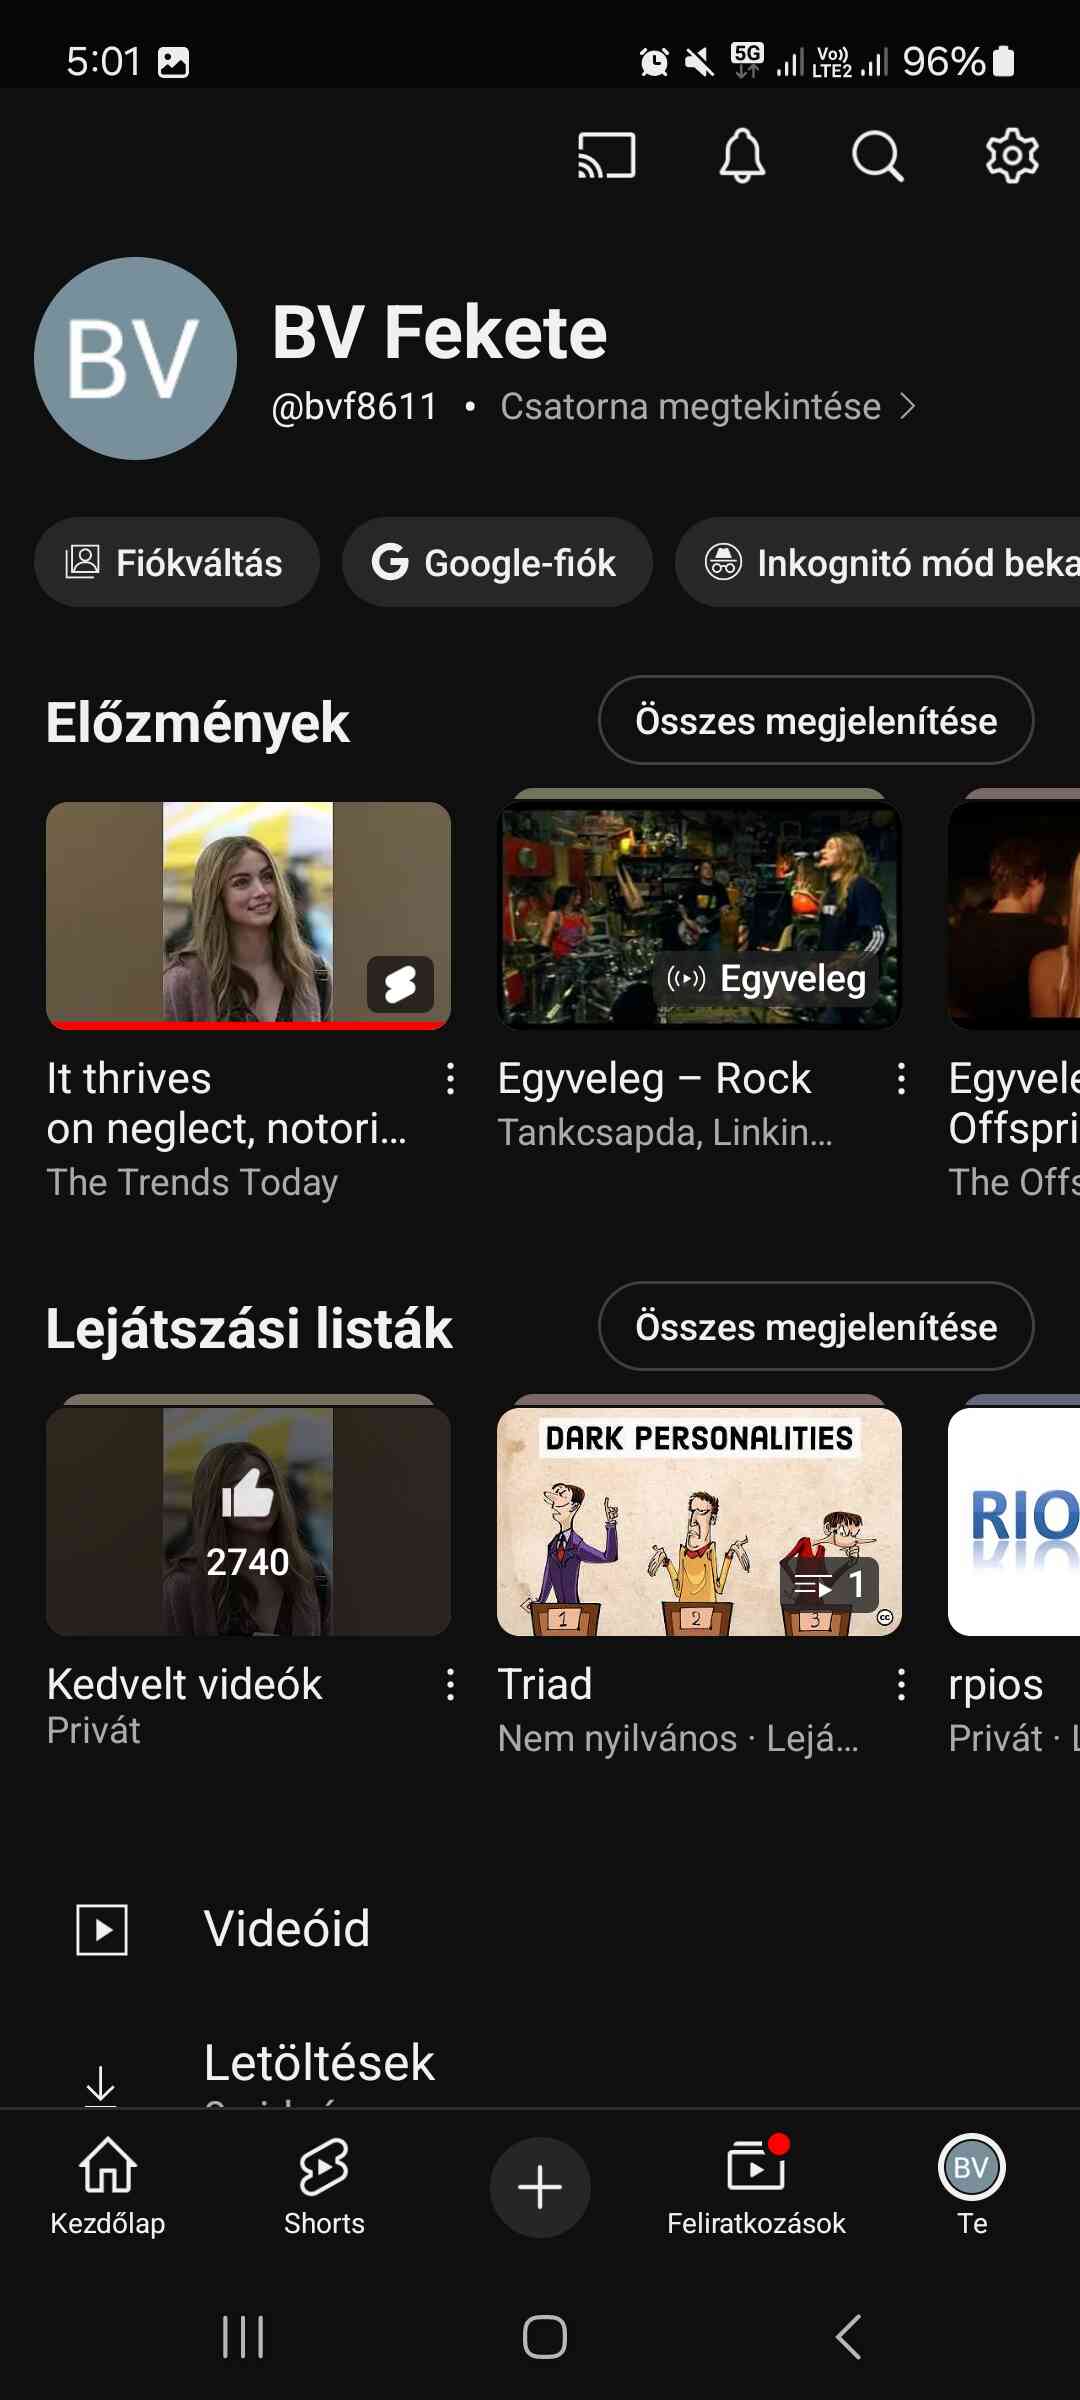 5:01
5G
Vo))
LTE2
96%
BV
BV Fekete
@bvf8611 • Csatorna megtekintése
Fiókváltás
Google-fiók
Inkognitó mód beka
Előzmények
Összes megjelenítése
Egyveleg
It thrives
on neglect, notori...
The Trends Today
Egyveleg – Rock
Tankcsapda, Linkin...
Egyvele
Offspri
The Offs
Lejátszási listák
Összes megjelenítése
2740
DARK PERSONALITIES
1
2
3
1
cc
RIO
Kedvelt videók
Privát
Triad
Nem nyilvános · Lejá...
rpios
Privát · L
Videóid
Letöltések
Kezdőlap
Shorts
Feliratkozások
BV
Te